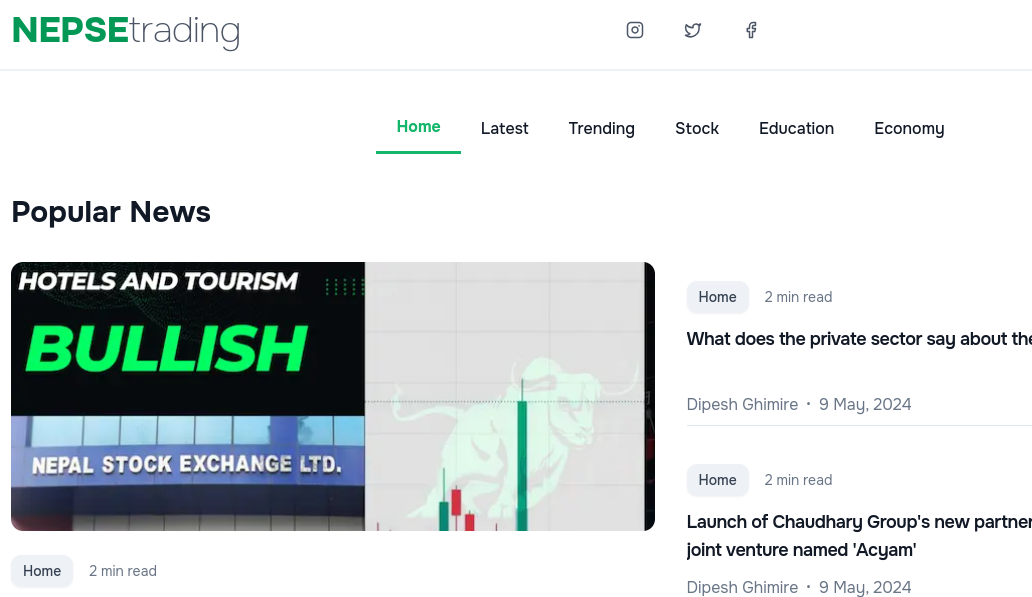 NEPSEtrading
Home Latest Trending Stock Education Economy
Popular News
HOTELS AND TOURISM
BULLISH
NEPAL STOCK EXCHANGE LTD.
Home 2 min read
Home 2 min read
What does the private sector say about the
Dipesh Ghimire • 9 May, 2024
Home 2 min read
Launch of Chaudhary Group's new partner
joint venture named 'Acyam'
Dipesh Ghimire • 9 May, 2024